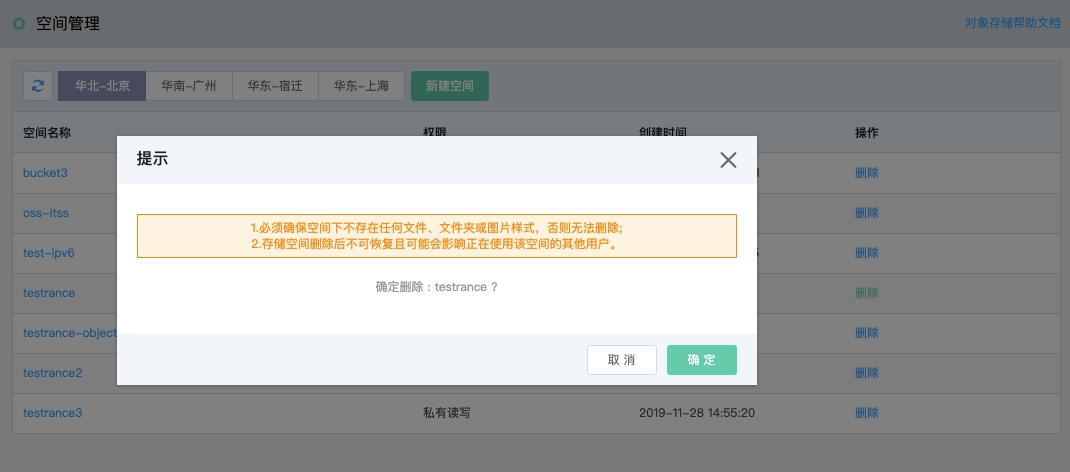 空间管理
对象存储帮助文档
华北-北京
华南-广州
华东-宿迁
华东-上海
新建空间
空间名称
权限
创建时间
操作
提示
bucket3
删除
oss-itss
删除
1.必须确保空间下不存在任何文件、文件夹或图片样式，否则无法删除;
2.存储空间删除后不可恢复且可能会影响正在使用该空间的其他用户。
test-ipv6
删除
确定删除：testrance ?
testrance
删除
testrance-object
删除
取 消
确 定
testrance2
删除
testrance3
私有读写
2019-11-28 14:55:20
删除